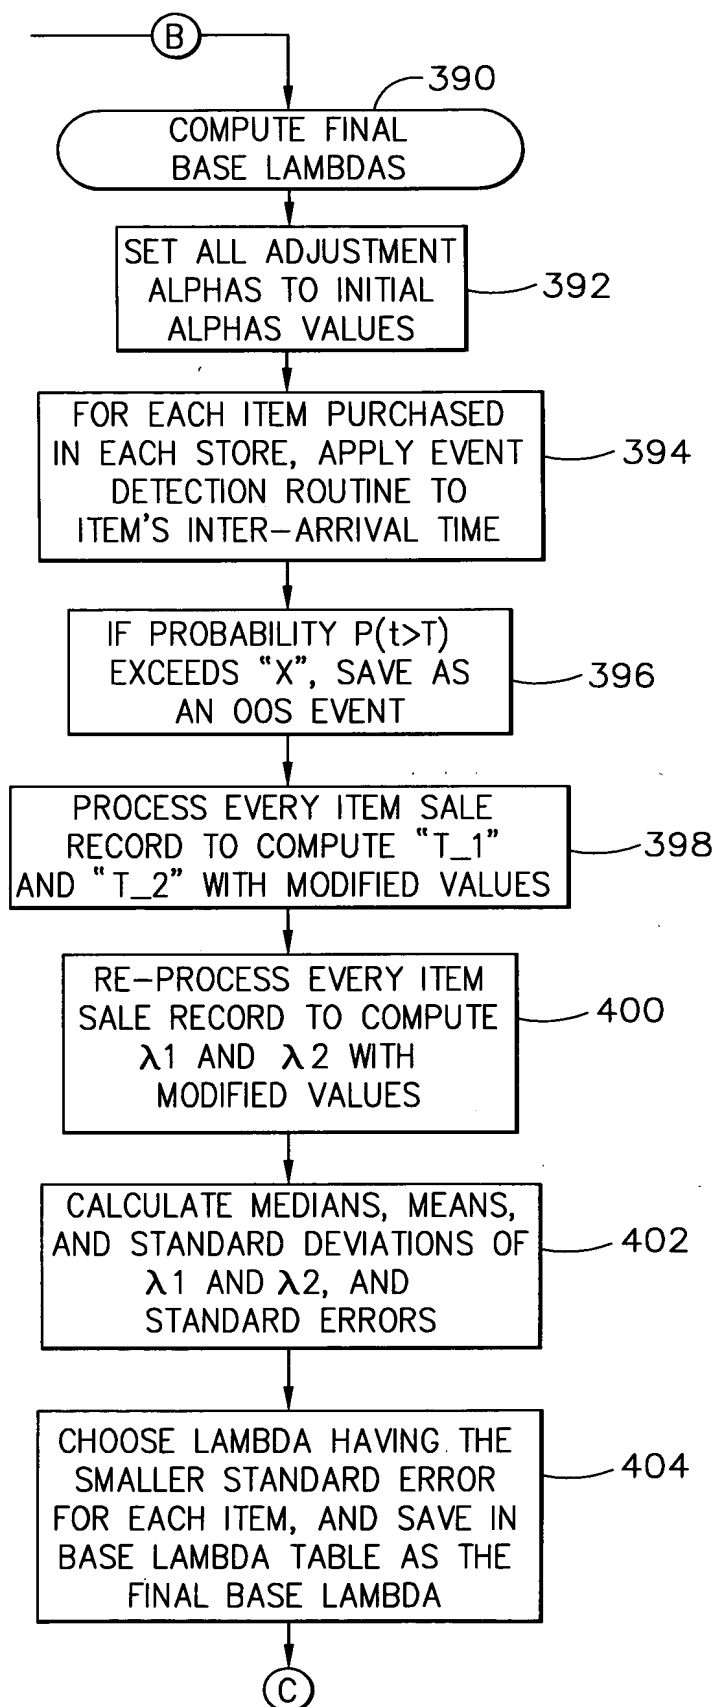 B
390
COMPUTE FINAL
BASE LAMBDAS
SET ALL ADJUSTMENT
ALPHAS TO INITIAL
ALPHAS VALUES
392
FOR EACH ITEM PURCHASED
IN EACH STORE, APPLY EVENT
DETECTION ROUTINE TO
ITEM'S INTER-ARRIVAL TIME
394
IF PROBABILITY P(t>T)
EXCEEDS "X", SAVE AS
AN OOS EVENT
396
PROCESS EVERY ITEM SALE
RECORD TO COMPUTE "T_1"
AND "T_2" WITH MODIFIED VALUES
398
RE-PROCESS EVERY ITEM
SALE RECORD TO COMPUTE
λ1 AND λ2 WITH
MODIFIED VALUES
400
CALCULATE MEDIANS, MEANS,
AND STANDARD DEVIATIONS OF
λ1 AND λ2, AND
STANDARD ERRORS
402
CHOOSE LAMBDA HAVING THE
SMALLER STANDARD ERROR
FOR EACH ITEM, AND SAVE IN
BASE LAMBDA TABLE AS THE
FINAL BASE LAMBDA
404
C